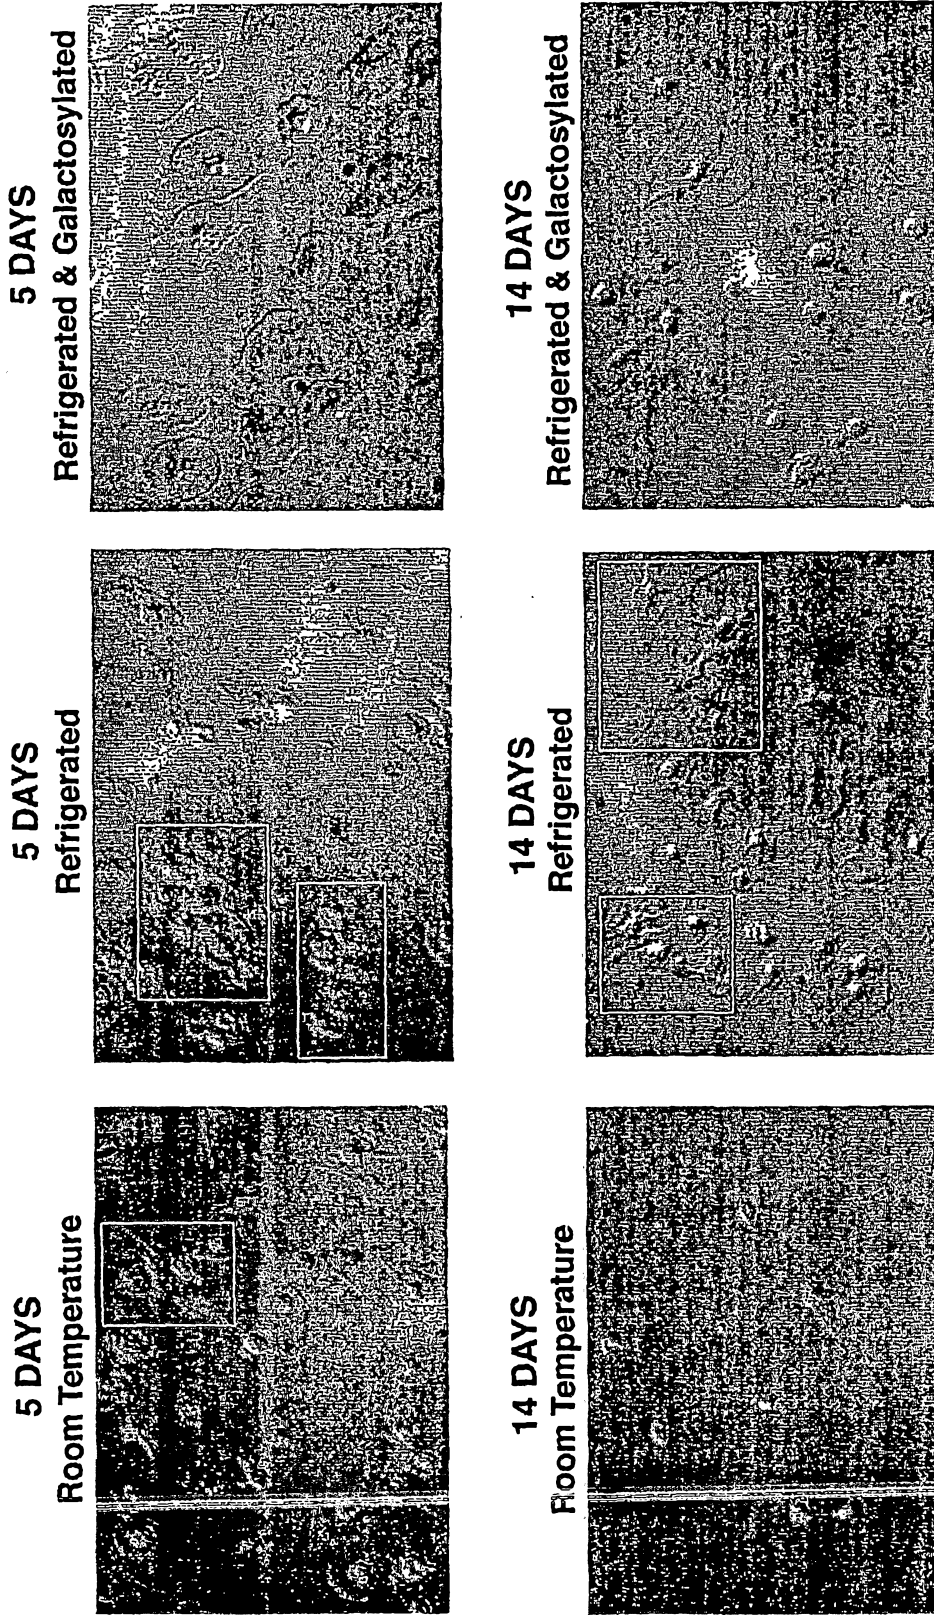 5 DAYS
Room Temperature
5 DAYS
Refrigerated
5 DAYS
Refrigerated & Galactosylated
14 DAYS
Room Temperature
14 DAYS
Refrigerated
14 DAYS
Refrigerated & Galactosylated